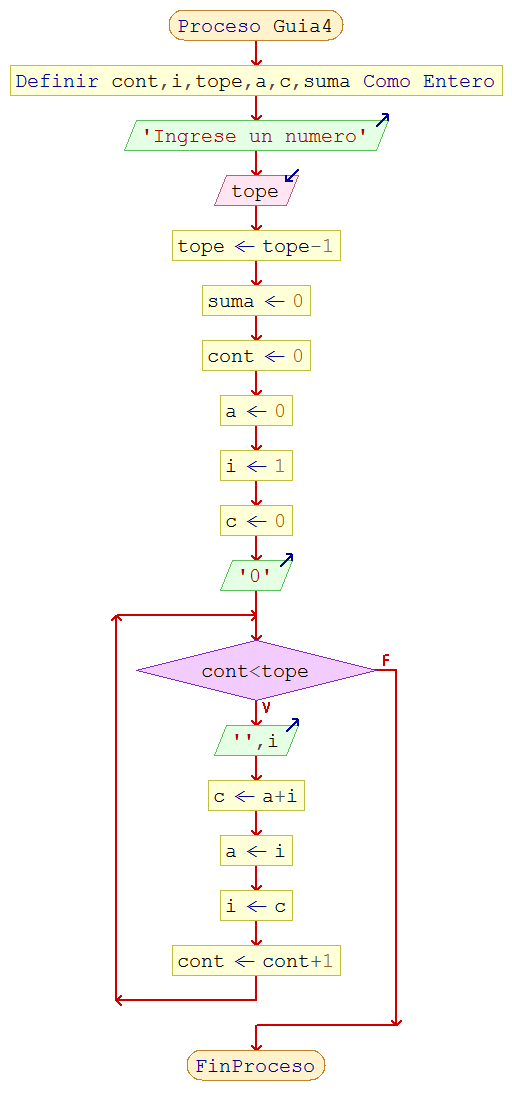 Proceso Guia4
Definir cont,i,tope,a,c,suma Como Entero
'Ingrese un numero'
tope
tope ← tope-1
suma ← 0
cont ← 0
a ← 0
i ← 1
c ← 0
'0'
cont<tope
F
V
'',i
c ← a+i
a ← i
i ← c
cont ← cont+1
FinProceso